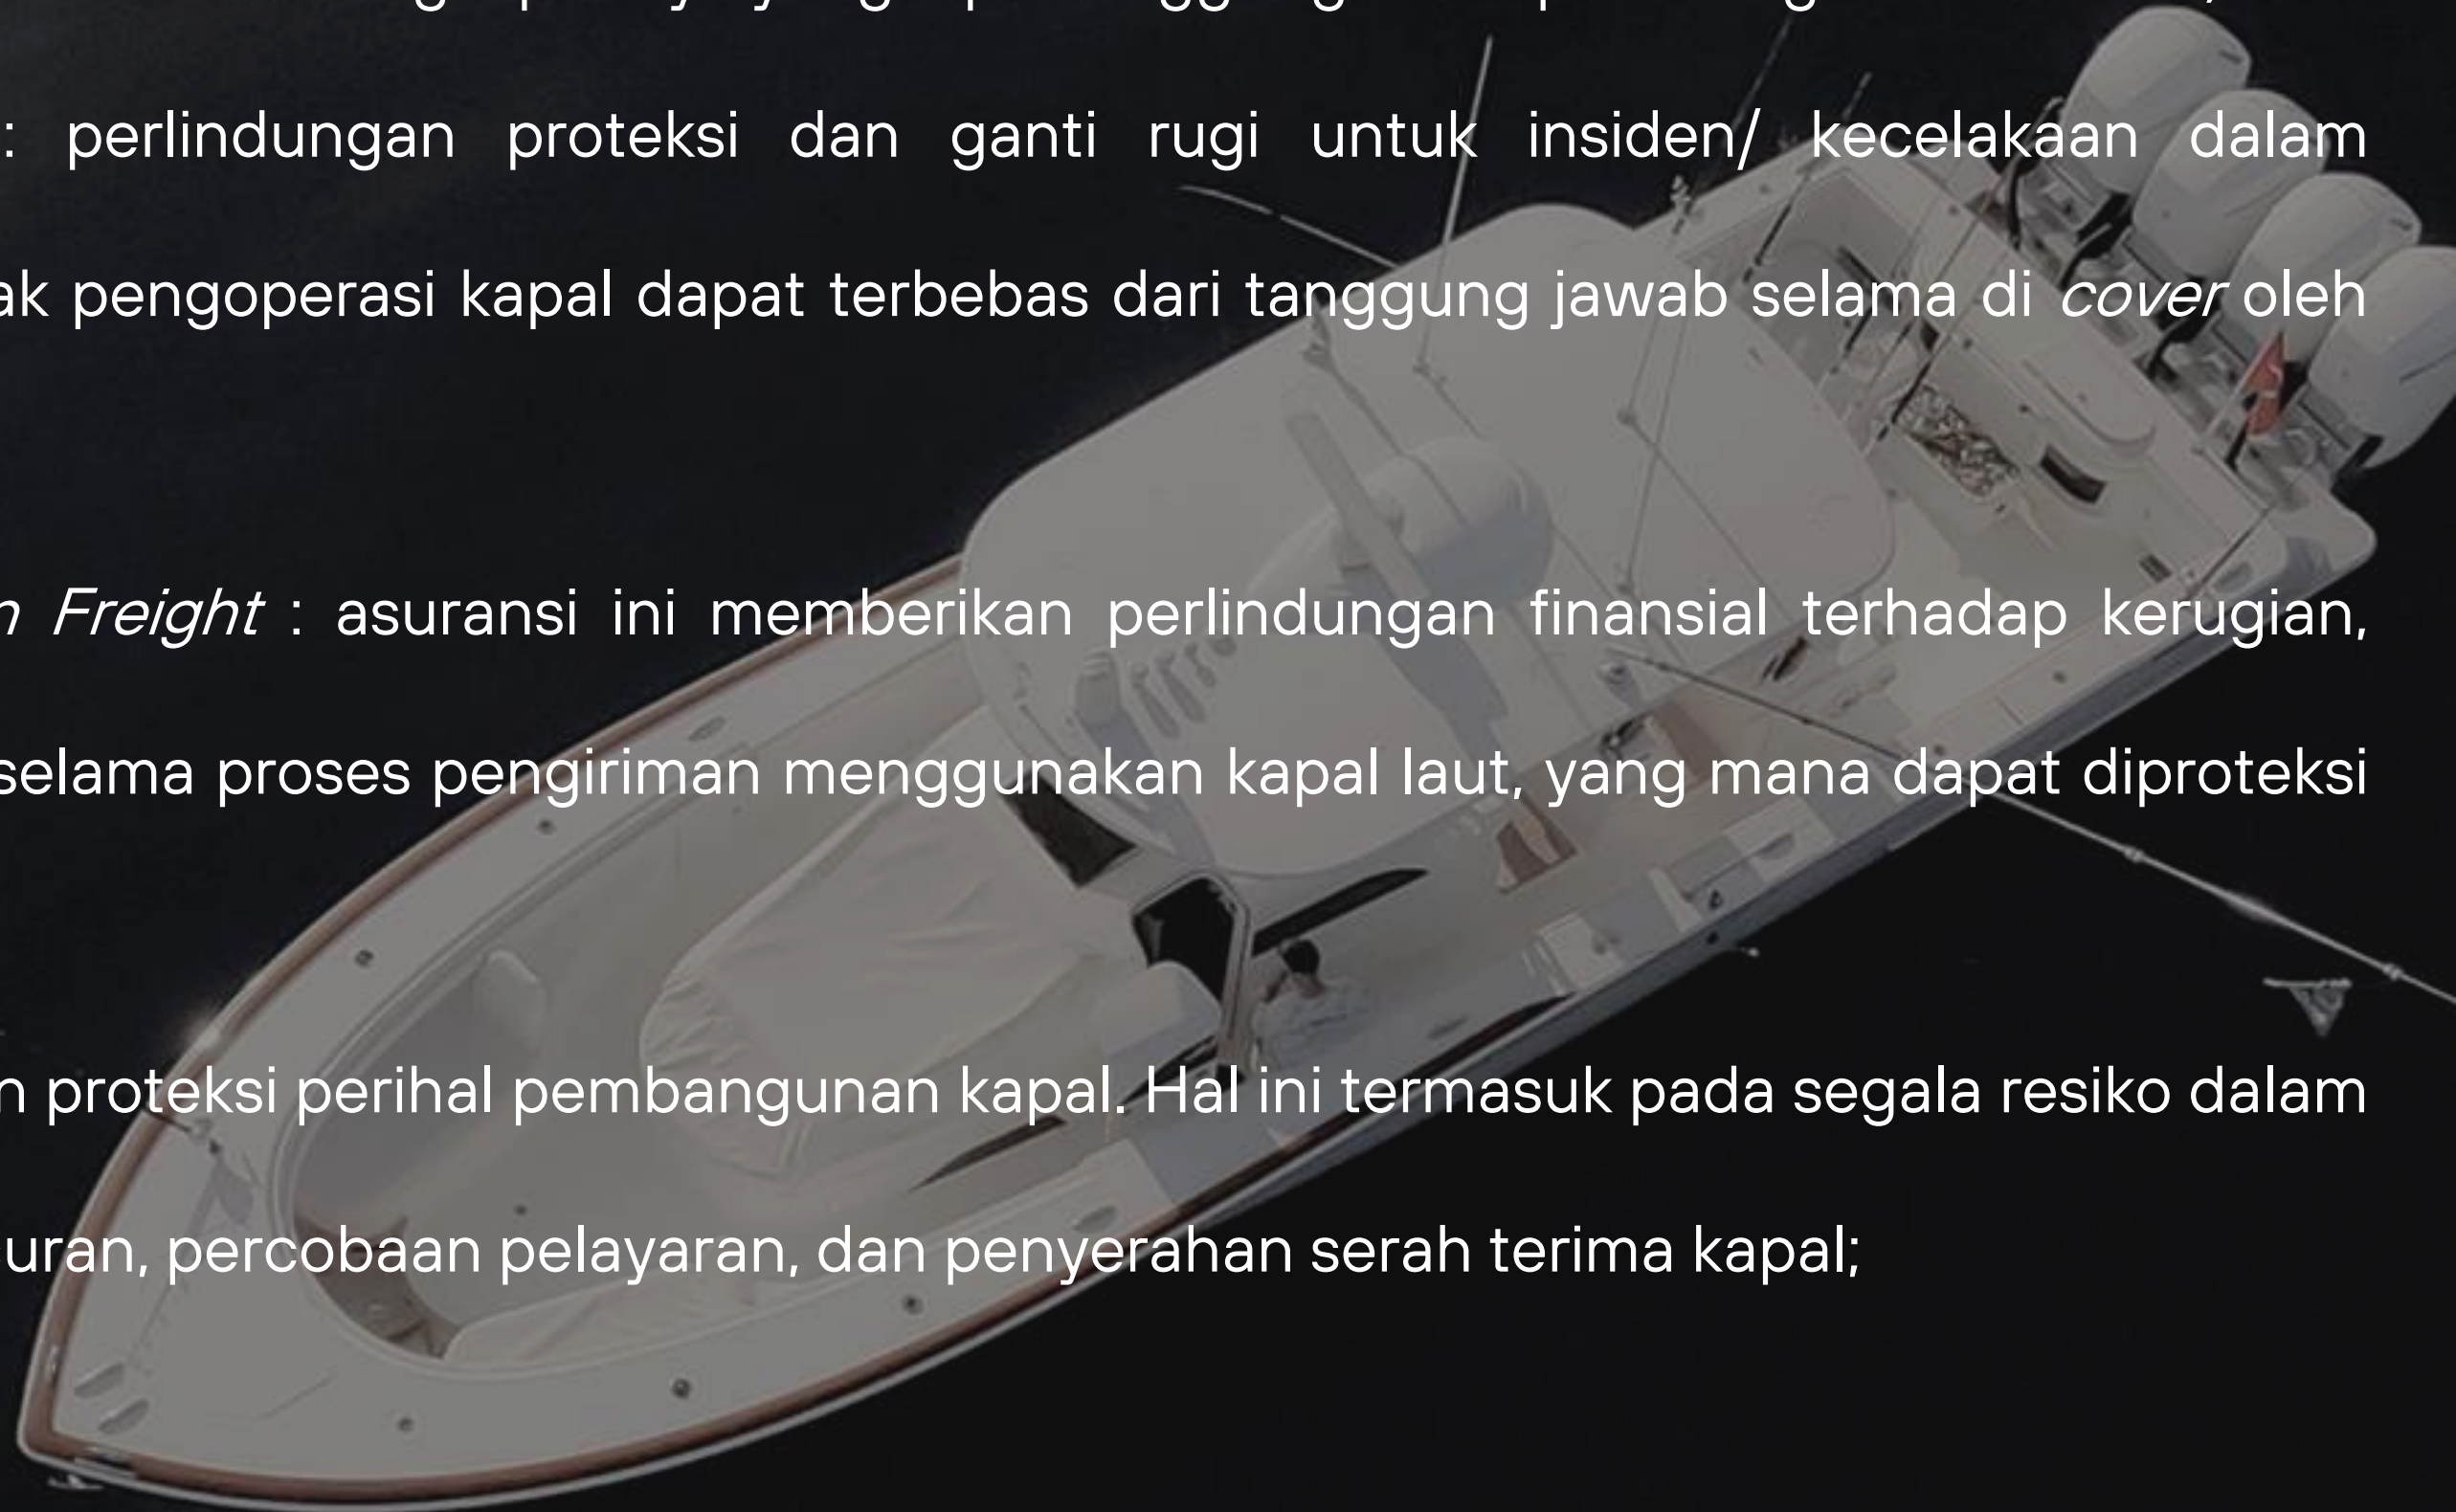 : perlindungan proteksi dan ganti rugi untuk insiden/ kecelakaan dalam
pengoperasi kapal dapat terbebas dari tanggung jawab selama di cover oleh
Freight : asuransi ini memberikan perlindungan finansial terhadap kerugian,
selama proses pengiriman menggunakan kapal laut, yang mana dapat diproteksi
proteksi perihal pembangunan kapal. Hal ini termasuk pada segala resiko dalam
percobaan pelayaran, dan penyerahan serah terima kapal;